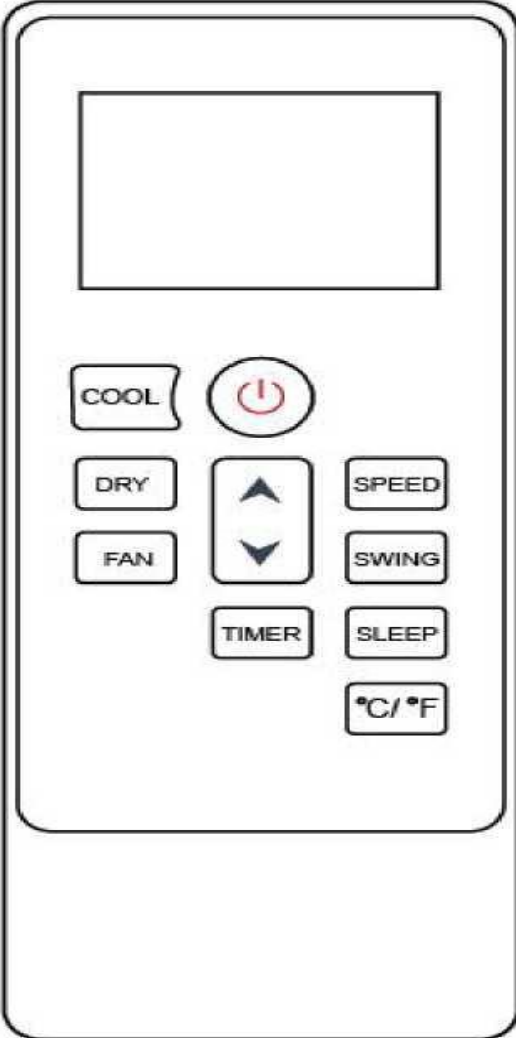 COOL
DRY
SPEED
FAN
SWING
TIMER
SLEEP
°C/ °F